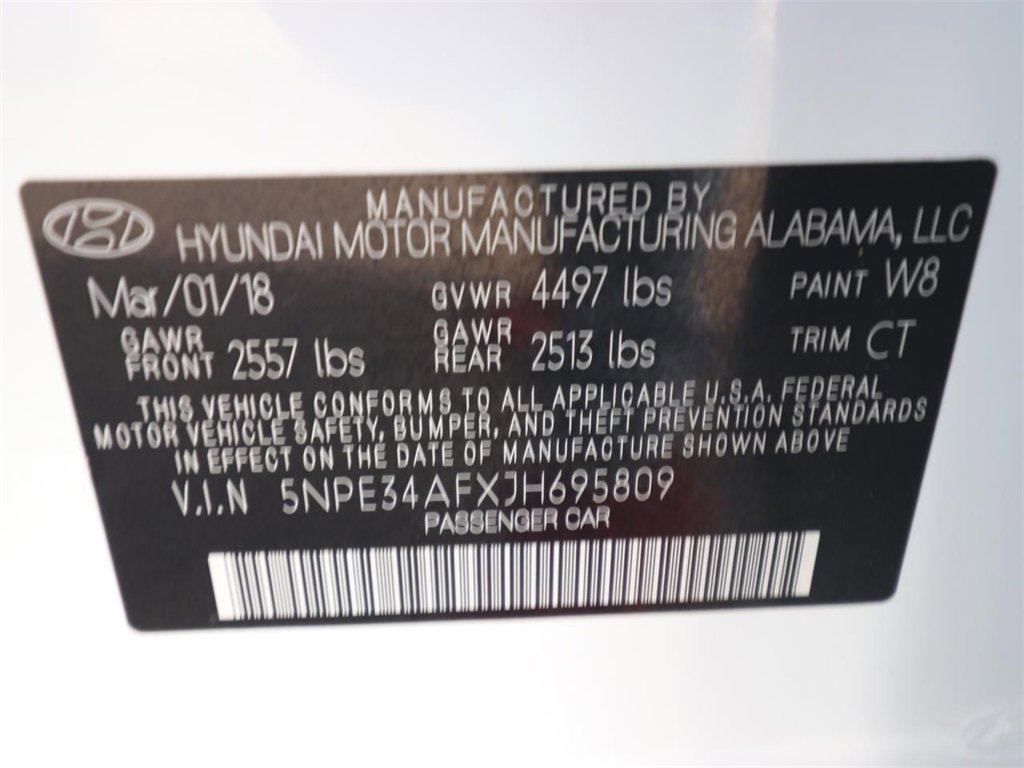 MANUFACTURED BY
HYUNDAI MOTOR MANUFACTURING ALABAMA, LLC
Mar/01/18 GVWR 4497 lbs PAINT W8
GAWR FRONT 2557 lbs GAWR REAR 2513 lbs TRIM CT
THIS VEHICLE CONFORMS TO ALL APPLICABLE U.S.A. FEDERAL
MOTOR VEHICLE SAFETY, BUMPER, AND THEFT PREVENTION STANDARDS
IN EFFECT ON THE DATE OF MANUFACTURE SHOWN ABOVE
V.I.N 5NPE34AFXJH695809
PASSENGER CAR